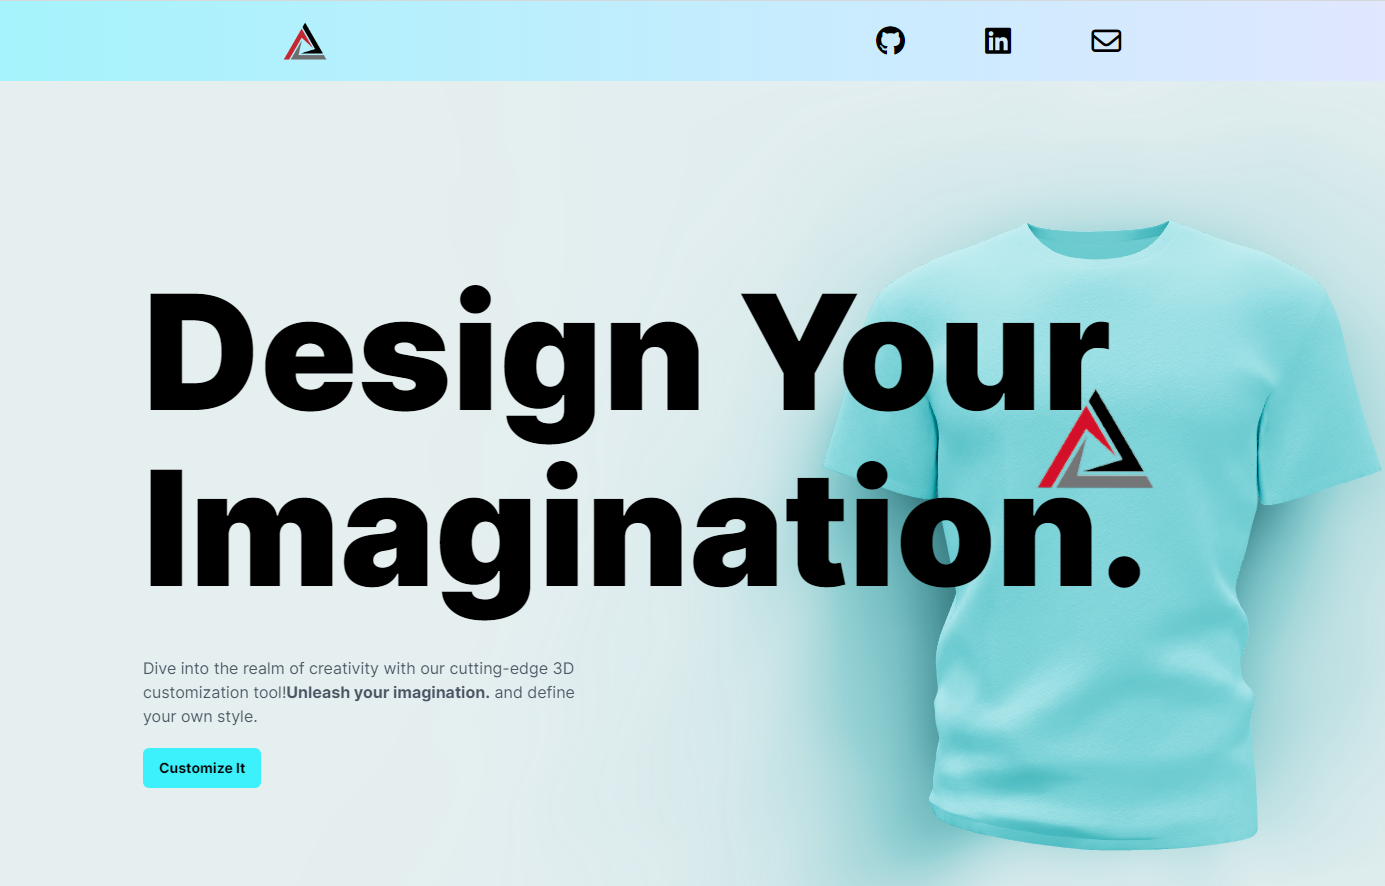 Design Your
Imagination.
Dive into the realm of creativity with our cutting-edge 3D
customization tool!Unleash your imagination. and define
your own style.
Customize It